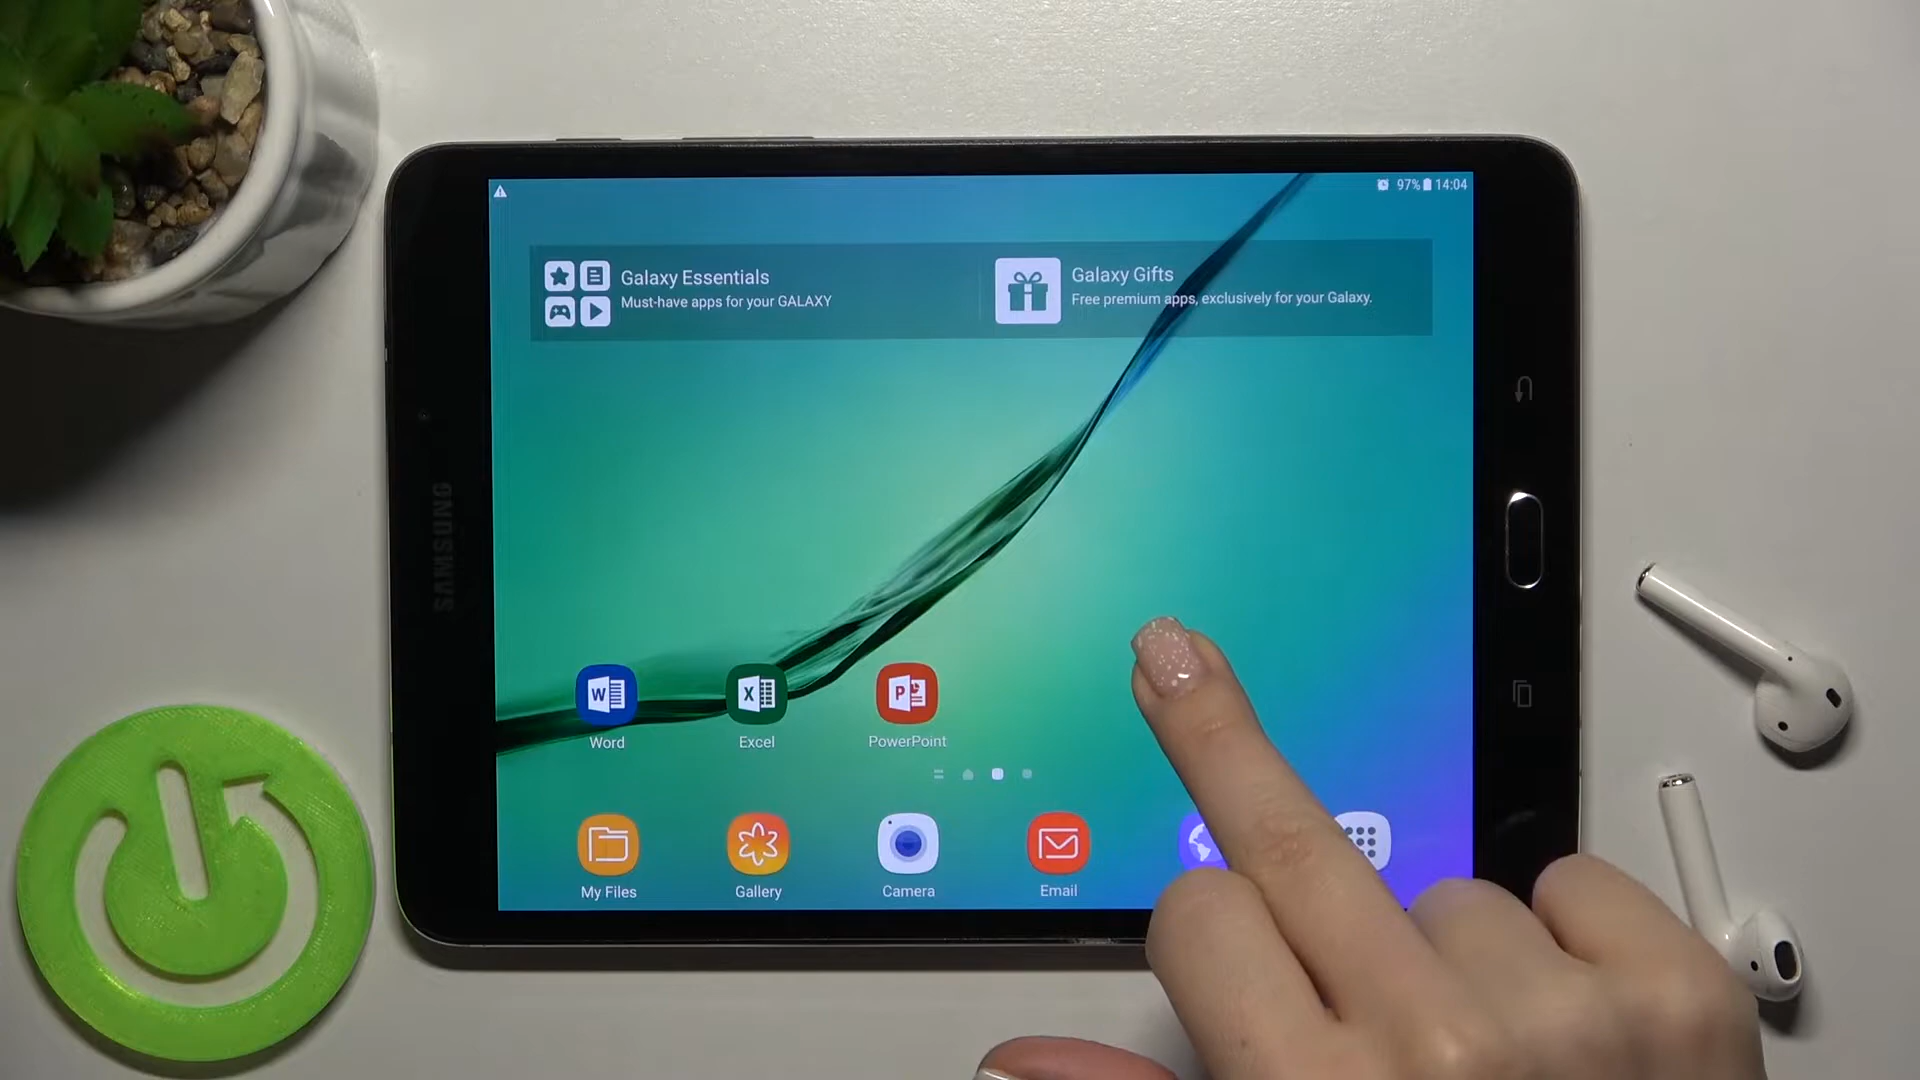 97% 14:04
Galaxy Essentials
Must-have apps for your GALAXY
Galaxy Gifts
Free premium apps, exclusively for your Galaxy.
SAMSUNG
W
X
P
Word
Excel
PowerPoint
My Files
Gallery
Camera
Email